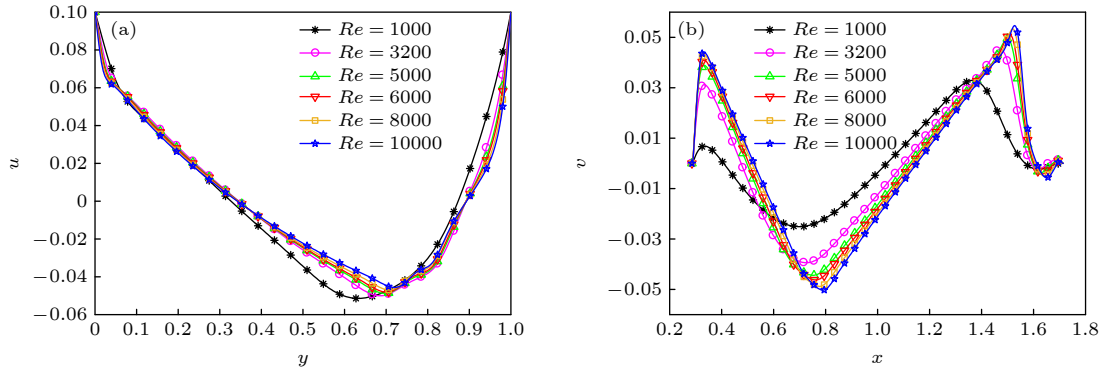 (a)
Re = 1000
Re = 3200
Re = 5000
Re = 6000
Re = 8000
Re = 10000
0.10
0.08
0.06
0.04
0.02
0
−0.02
−0.04
−0.06
u
0 0.1 0.2 0.3 0.4 0.5 0.6 0.7 0.8 0.9 1.0
y
(b)
Re = 1000
Re = 3200
Re = 5000
Re = 6000
Re = 8000
Re = 10000
0.05
0.03
0.01
−0.01
−0.03
−0.05
v
0.2 0.4 0.6 0.8 1.0 1.2 1.4 1.6 1.8
x